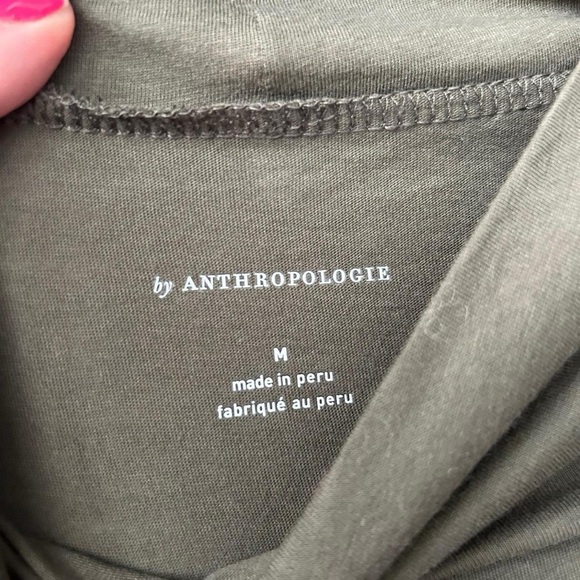 by ANTHROPOLOGIE
M
made in peru
fabriqué au peru